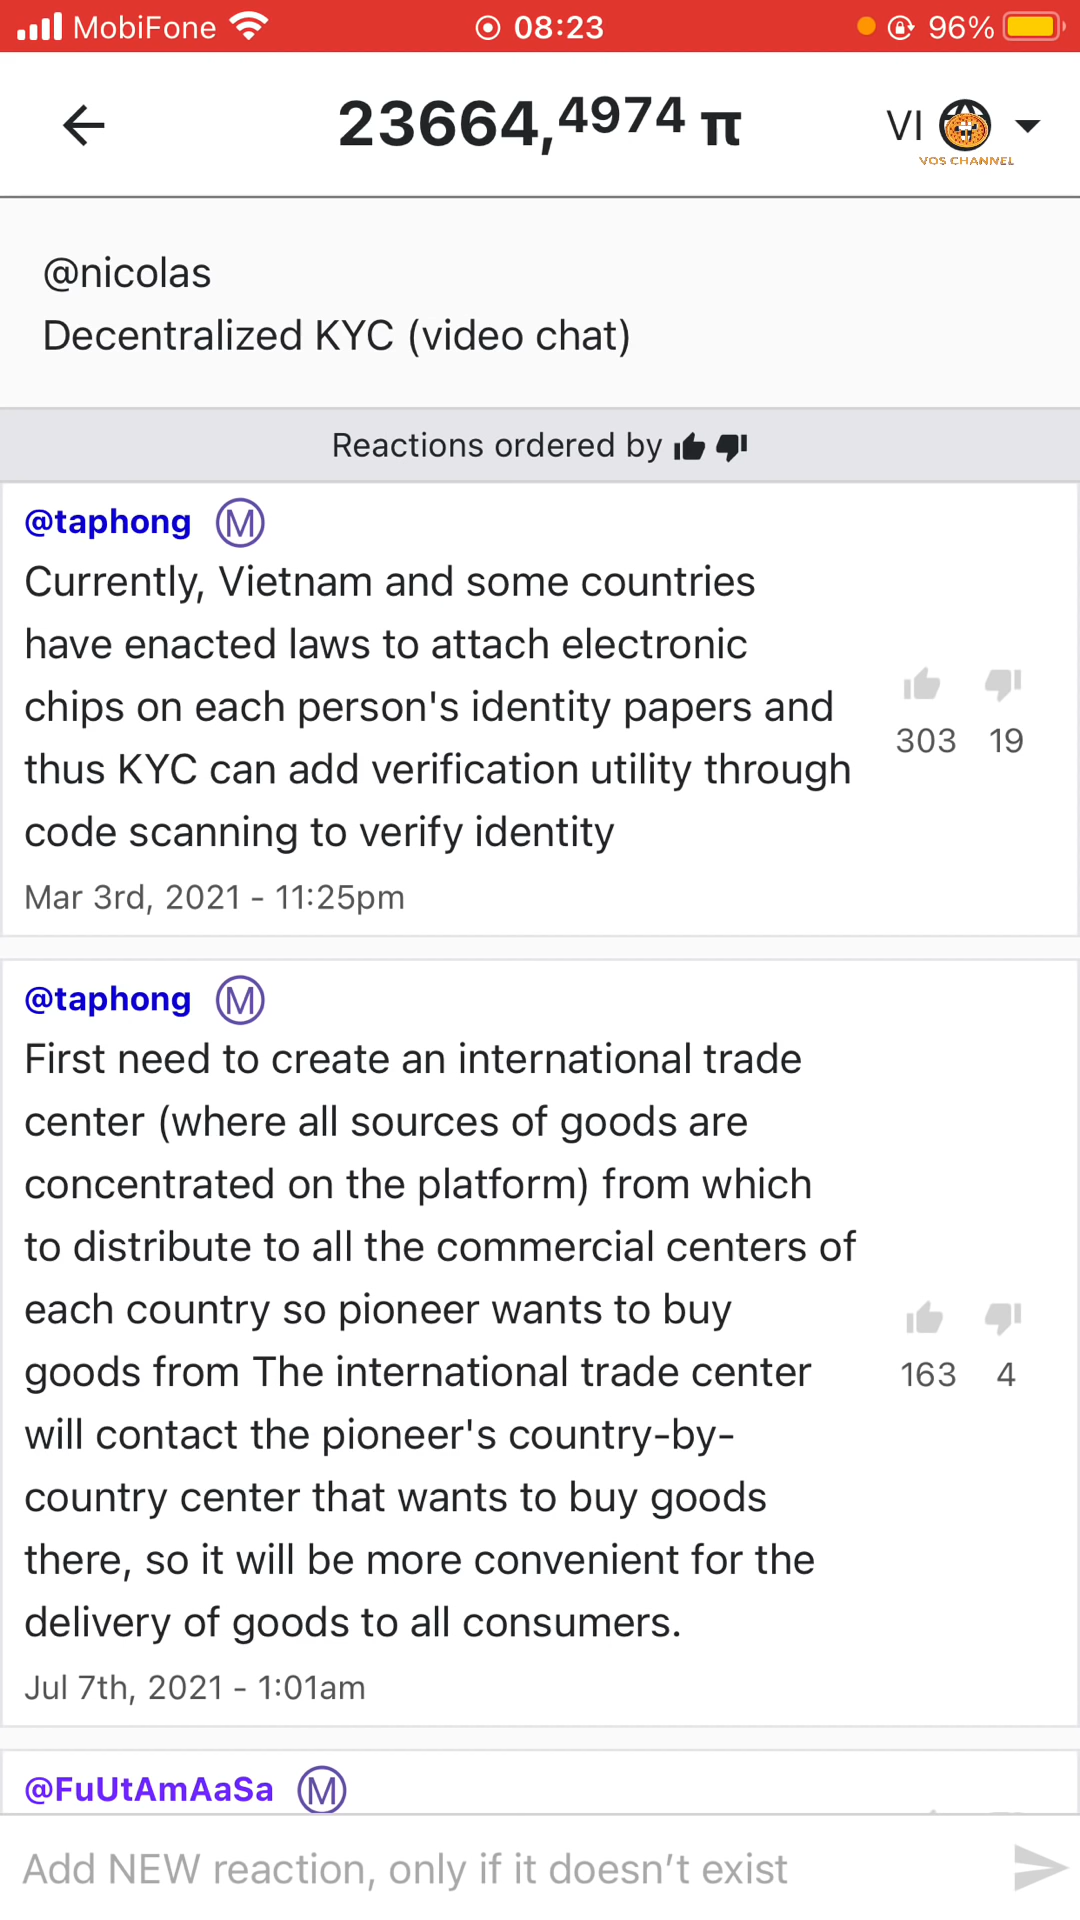 MobiFone 08:23 96%
23664,4974 π VI
VOS CHANNEL
@nicolas
Decentralized KYC (video chat)
Reactions ordered by
@taphong M
Currently, Vietnam and some countries
have enacted laws to attach electronic
chips on each person's identity papers and
thus KYC can add verification utility through
code scanning to verify identity
303 19
Mar 3rd, 2021 - 11:25pm
@taphong M
First need to create an international trade
center (where all sources of goods are
concentrated on the platform) from which
to distribute to all the commercial centers of
each country so pioneer wants to buy
goods from The international trade center
will contact the pioneer's country-by-
country center that wants to buy goods
there, so it will be more convenient for the
delivery of goods to all consumers.
163 4
Jul 7th, 2021 - 1:01am
@FuUtAmAaSa M
Add NEW reaction, only if it doesn’t exist